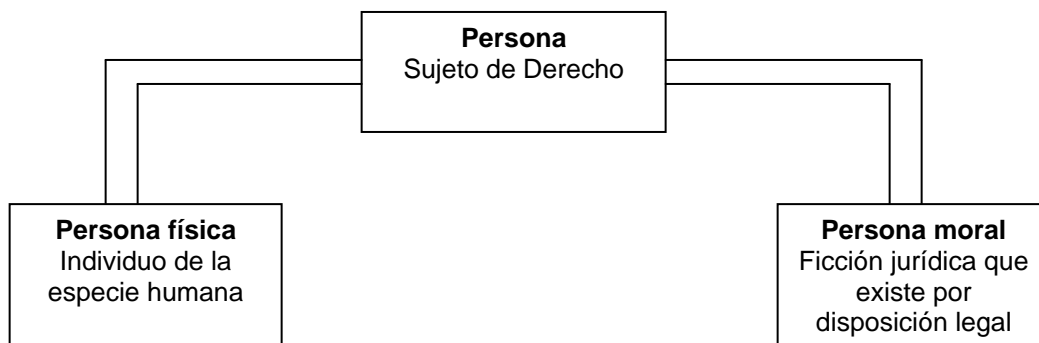 Persona
Sujeto de Derecho
Persona física
Individuo de la
especie humana
Persona moral
Ficción jurídica que
existe por
disposición legal